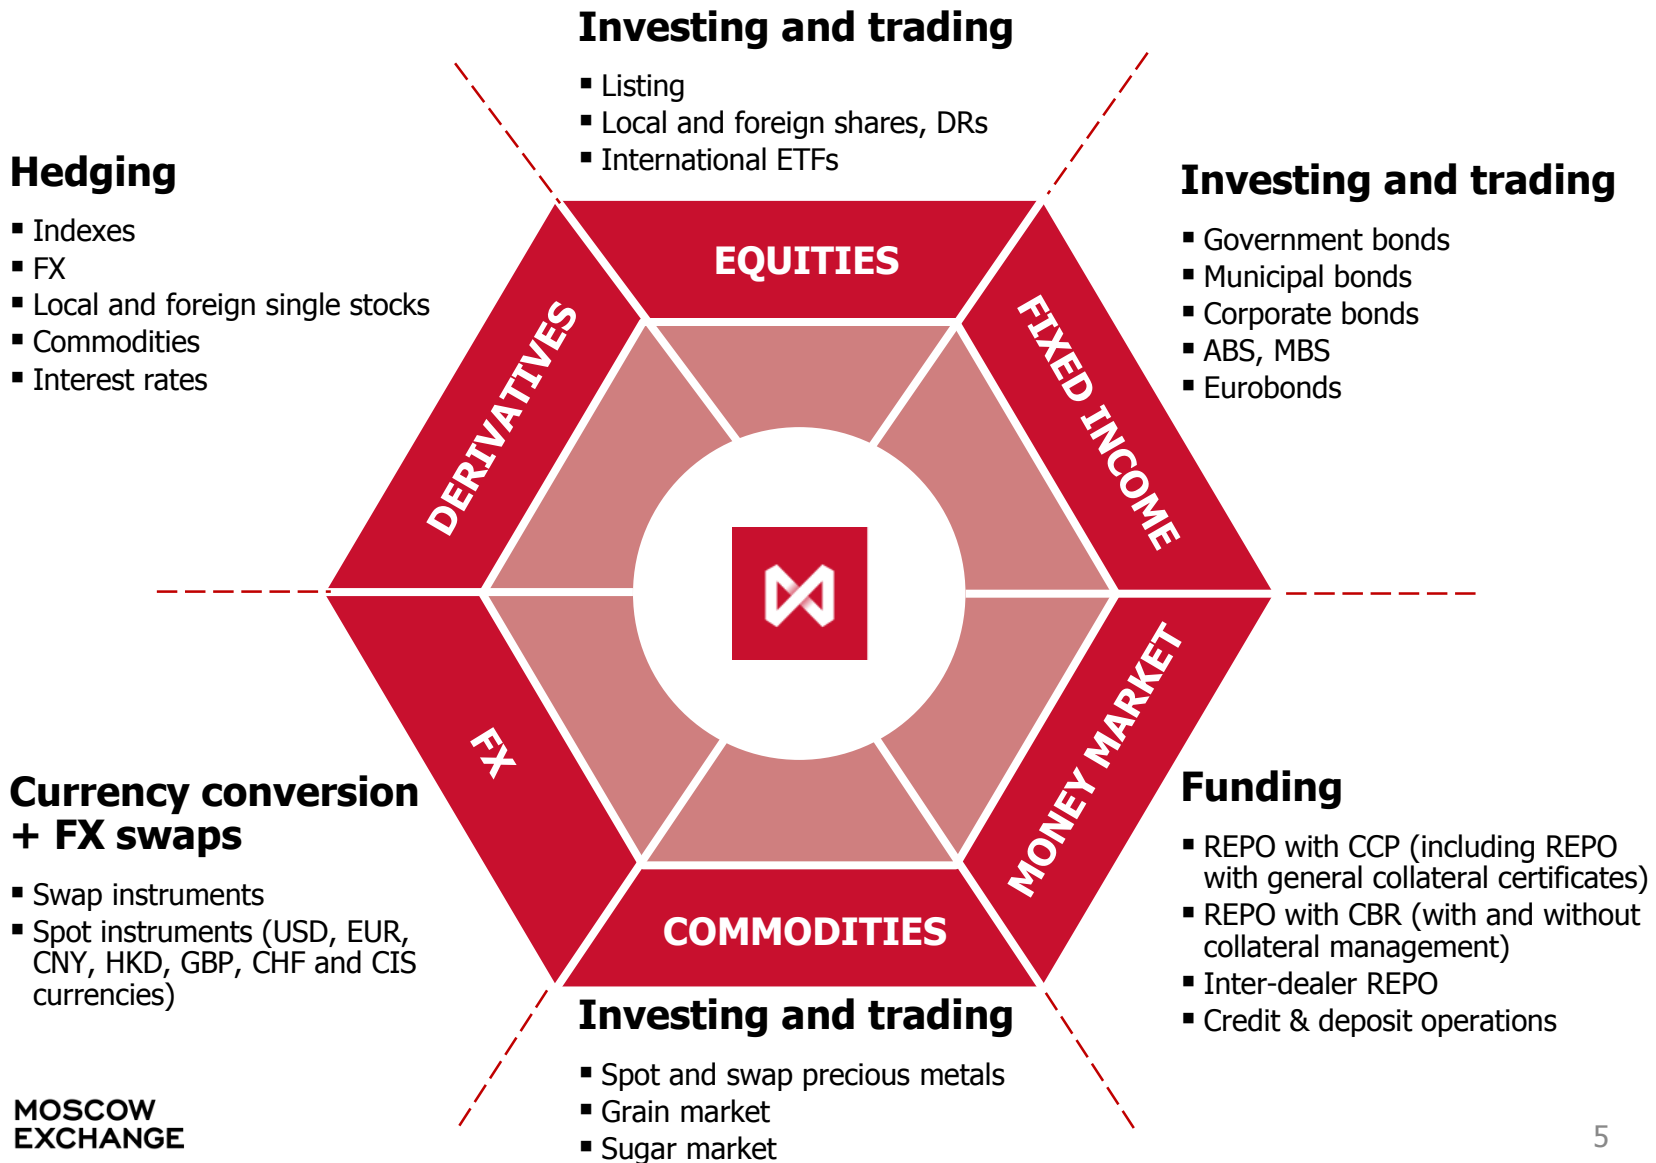 Investing and trading
▪ Listing
▪ Local and foreign shares, DRs
▪ International ETFs
Hedging
▪ Indexes
▪ FX
▪ Local and foreign single stocks
▪ Commodities
▪ Interest rates
Investing and trading
▪ Government bonds
▪ Municipal bonds
▪ Corporate bonds
▪ ABS, MBS
▪ Eurobonds
EQUITIES
DERIVATIVES
FIXED INCOME
FX
MONEY MARKET
COMMODITIES
Currency conversion
+ FX swaps
▪ Swap instruments
▪ Spot instruments (USD, EUR,
CNY, HKD, GBP, CHF and CIS
currencies)
Funding
▪ REPO with CCP (including REPO
with general collateral certificates)
▪ REPO with CBR (with and without
collateral management)
▪ Inter-dealer REPO
▪ Credit & deposit operations
Investing and trading
▪ Spot and swap precious metals
▪ Grain market
▪ Sugar market
MOSCOW
EXCHANGE
5